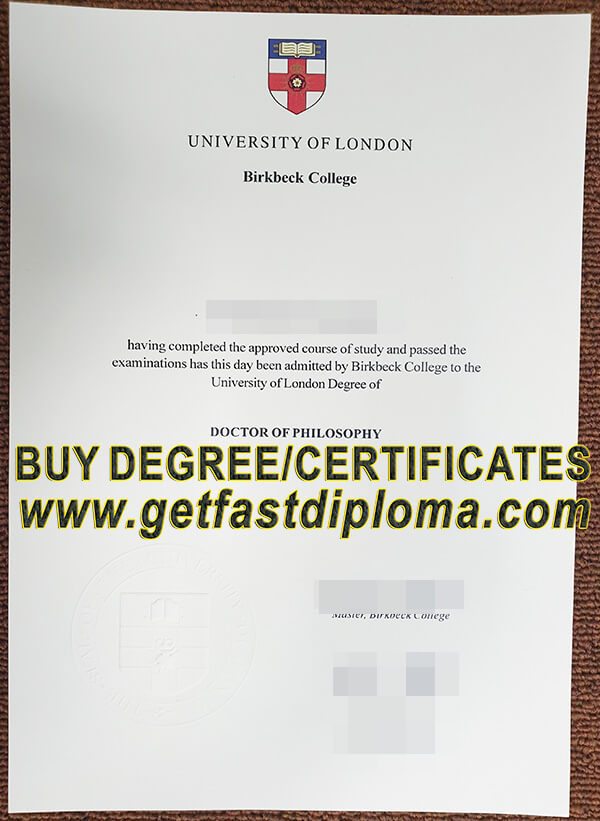 UNIVERSITY OF LONDON
Birkbeck College
having completed the approved course of study and passed the
examinations has this day been admitted by Birkbeck College to the
University of London Degree of
DOCTOR OF PHILOSOPHY
BUY DEGREE/CERTIFICATES
www.getfastdiploma.com
Master, Birkbeck College